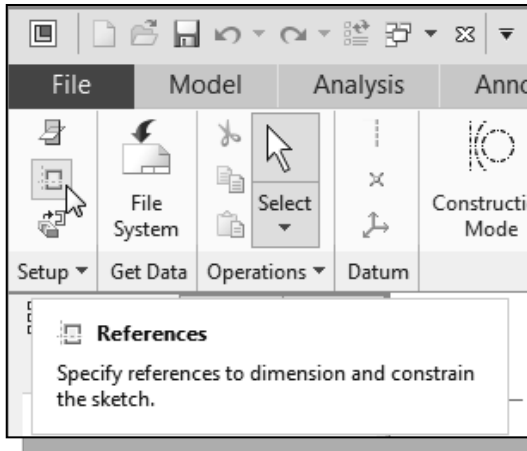 File Model Analysis Anno
File
System
Select
Constructi
Mode
Setup Get Data Operations Datum
References
Specify references to dimension and constrain
the sketch.